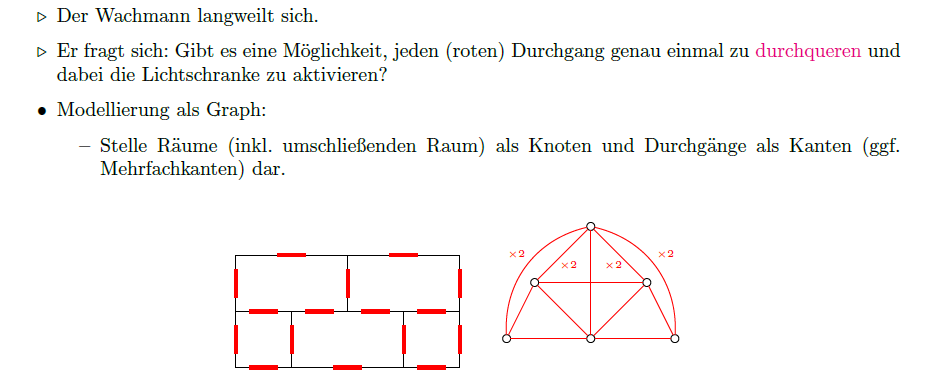 ▷ Der Wachmann langweilt sich.
▷ Er fragt sich: Gibt es eine Möglichkeit, jeden (roten) Durchgang genau einmal zu durchqueren und
dabei die Lichtschranke zu aktivieren?
• Modellierung als Graph:
– Stelle Räume (inkl. umschließenden Raum) als Knoten und Durchgänge als Kanten (ggf.
Mehrfachkanten) dar.
×2 ×2
×2 ×2